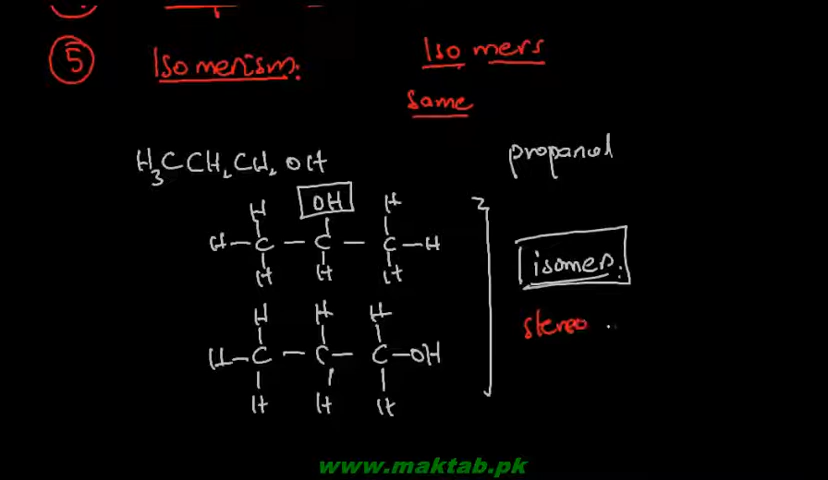 5 Isomerism: Isomers
same
H3CCH2CH2OH propanol
H OH H
H-C-C-C-H
H H H
isomers.
stereo .
H H H
H-C-C-C-OH
H H H
www.maktab.pk